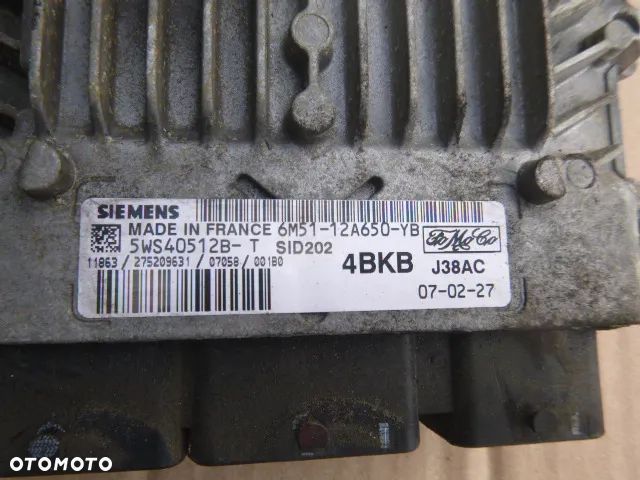 SIEMENS
MADE IN FRANCE 6M51-12A650-YB
5WS40512B-T SID202
FoMoCo
11863 / 275209631 / 07058 / 001B0
4BKB J38AC
07-02-27
OTOMOTO